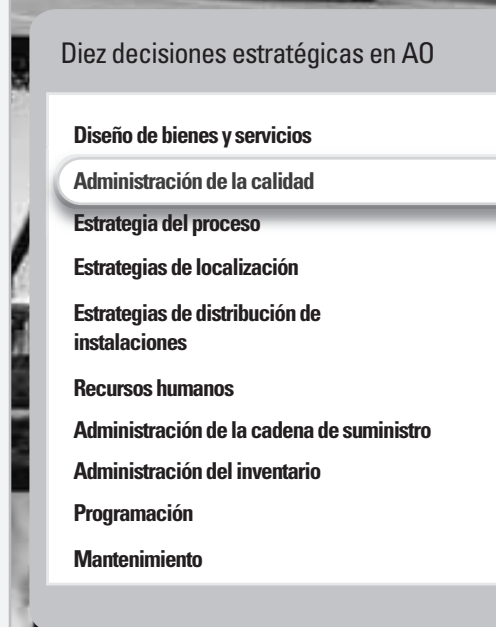 Diez decisiones estratégicas en AO
Diseño de bienes y servicios
Administración de la calidad
Estrategia del proceso
Estrategias de localización
Estrategias de distribución de
instalaciones
Recursos humanos
Administración de la cadena de suministro
Administración del inventario
Programación
Mantenimiento